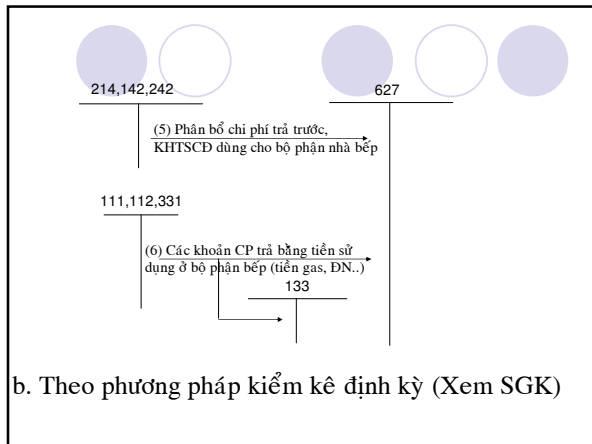 214,142,242
627
(5) Phân bổ chi phí trả trước,
KHTSCĐ dùng cho bộ phận nhà bếp
111,112,331
(6) Các khoản CP trả bằng tiền sử
dụng ở bộ phận bếp (tiền gas, ĐN..)
133
b. Theo phương pháp kiểm kê định kỳ (Xem SGK)